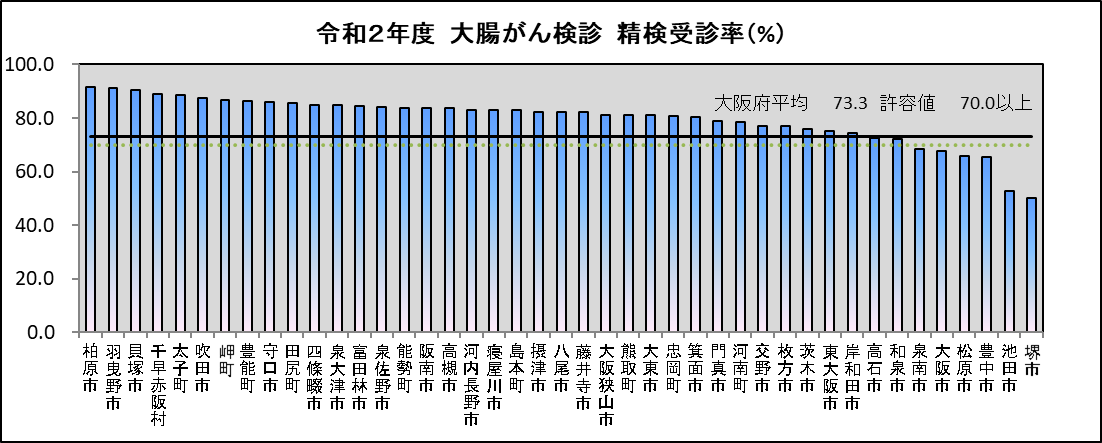 令和２年度 大腸がん検診 精検受診率(%)
100.0
80.0
60.0
40.0
20.0
0.0
大阪府平均 73.3 許容値 70.0以上
柏原市
羽曳野市
貝塚市
千早赤阪村
太子町
吹田市
岬町
豊能町
守口市
田尻町
四條畷市
泉大津市
富田林市
泉佐野市
能勢町
阪南市
高槻市
河内長野市
寝屋川市
島本町
摂津市
八尾市
藤井寺市
大阪狭山市
熊取町
大東市
忠岡町
箕面市
門真市
河南町
交野市
枚方市
茨木市
東大阪市
岸和田市
高石市
和泉市
泉南市
大阪市
松原市
豊中市
池田市
堺市